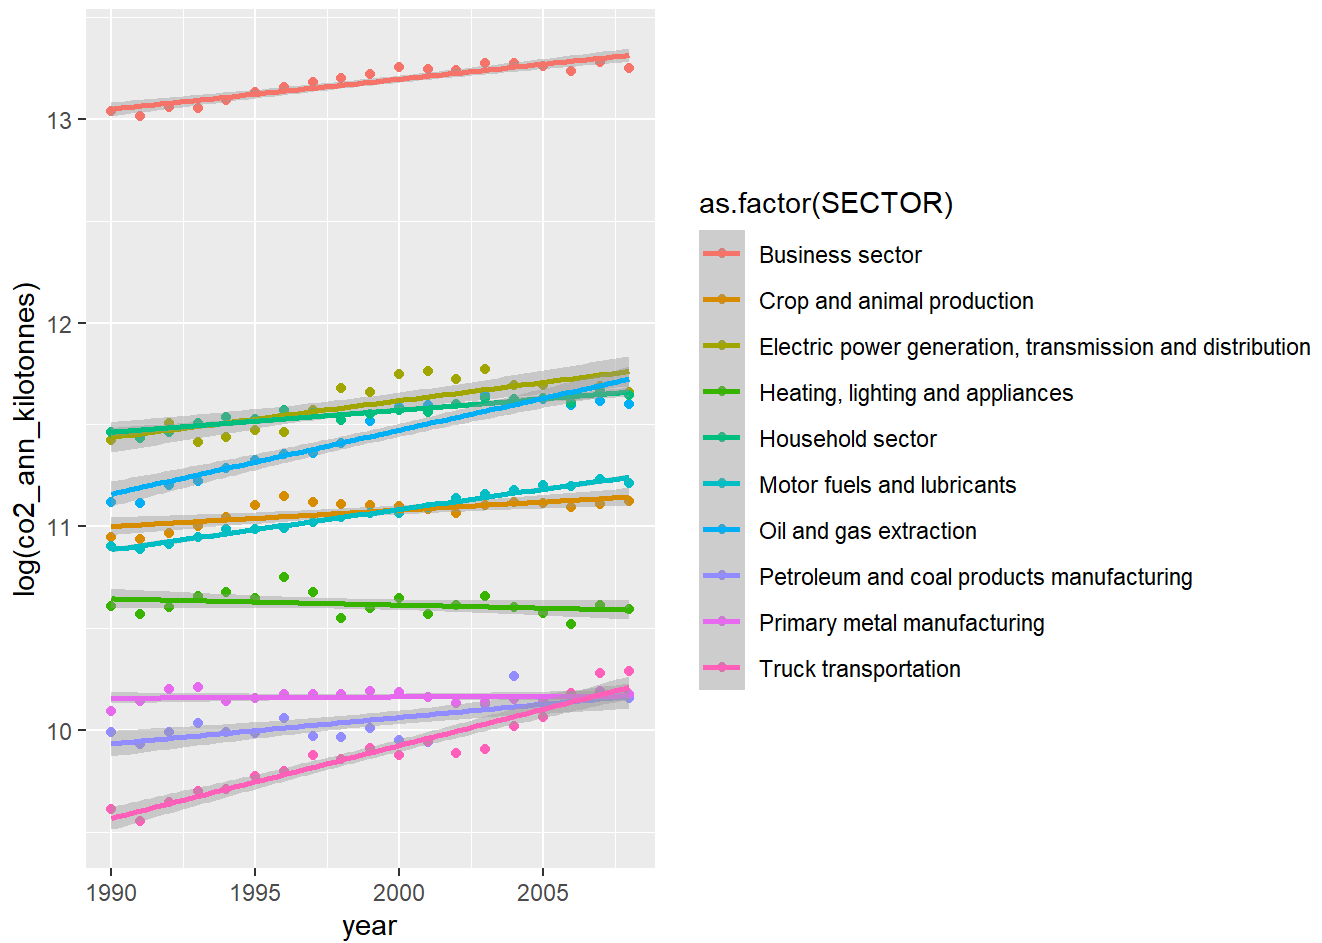 log(co2_ann_kilotonnes)
13
12
11
10
1990
1995
2000
2005
year
as.factor(SECTOR)
Business sector
Crop and animal production
Electric power generation, transmission and distribution
Heating, lighting and appliances
Household sector
Motor fuels and lubricants
Oil and gas extraction
Petroleum and coal products manufacturing
Primary metal manufacturing
Truck transportation